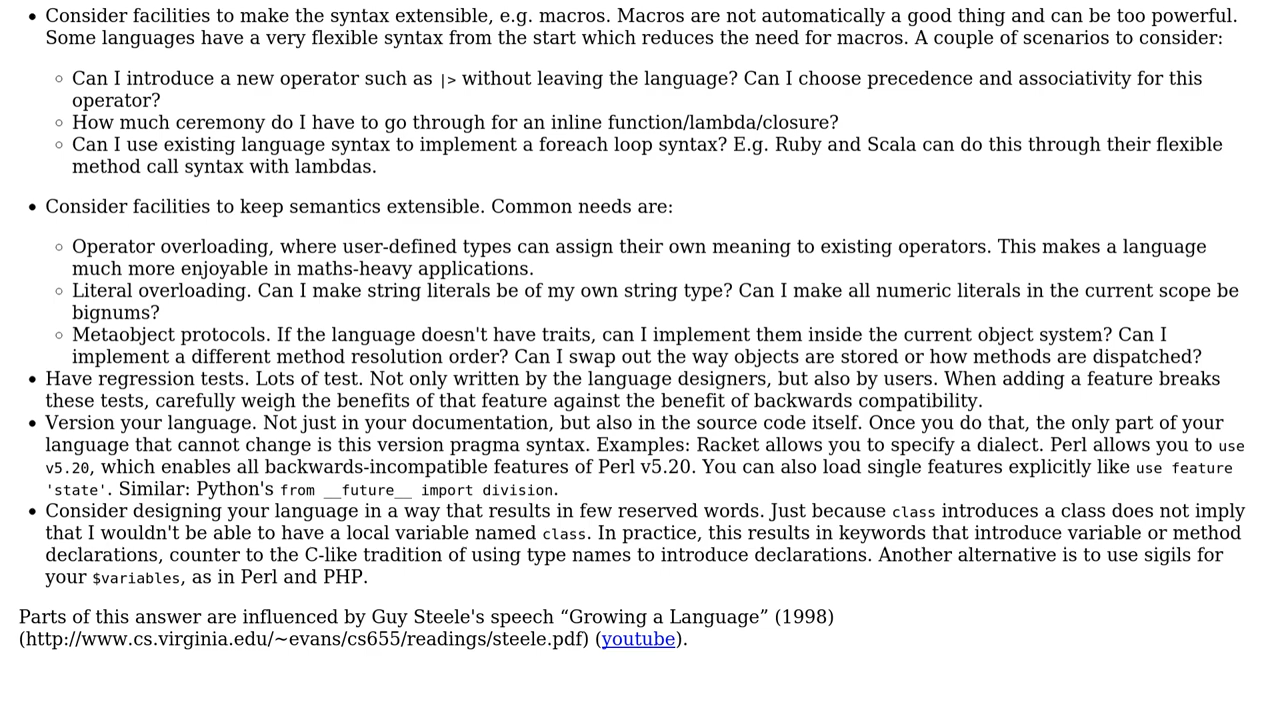 • Consider facilities to make the syntax extensible, e.g. macros. Macros are not automatically a good thing and can be too powerful.
Some languages have a very flexible syntax from the start which reduces the need for macros. A couple of scenarios to consider:
◦ Can I introduce a new operator such as |> without leaving the language? Can I choose precedence and associativity for this
operator?
◦ How much ceremony do I have to go through for an inline function/lambda/closure?
◦ Can I use existing language syntax to implement a foreach loop syntax? E.g. Ruby and Scala can do this through their flexible
method call syntax with lambdas.
• Consider facilities to keep semantics extensible. Common needs are:
◦ Operator overloading, where user-defined types can assign their own meaning to existing operators. This makes a language
much more enjoyable in maths-heavy applications.
◦ Literal overloading. Can I make string literals be of my own string type? Can I make all numeric literals in the current scope be
bignums?
◦ Metaobject protocols. If the language doesn't have traits, can I implement them inside the current object system? Can I
implement a different method resolution order? Can I swap out the way objects are stored or how methods are dispatched?
• Have regression tests. Lots of test. Not only written by the language designers, but also by users. When adding a feature breaks
these tests, carefully weigh the benefits of that feature against the benefit of backwards compatibility.
• Version your language. Not just in your documentation, but also in the source code itself. Once you do that, the only part of your
language that cannot change is this version pragma syntax. Examples: Racket allows you to specify a dialect. Perl allows you to use
v5.20, which enables all backwards-incompatible features of Perl v5.20. You can also load single features explicitly like use feature
'state'. Similar: Python's from __future__ import division.
• Consider designing your language in a way that results in few reserved words. Just because class introduces a class does not imply
that I wouldn't be able to have a local variable named class. In practice, this results in keywords that introduce variable or method
declarations, counter to the C-like tradition of using type names to introduce declarations. Another alternative is to use sigils for
your $variables, as in Perl and PHP.
Parts of this answer are influenced by Guy Steele's speech “Growing a Language” (1998)
(http://www.cs.virginia.edu/~evans/cs655/readings/steele.pdf) (youtube).